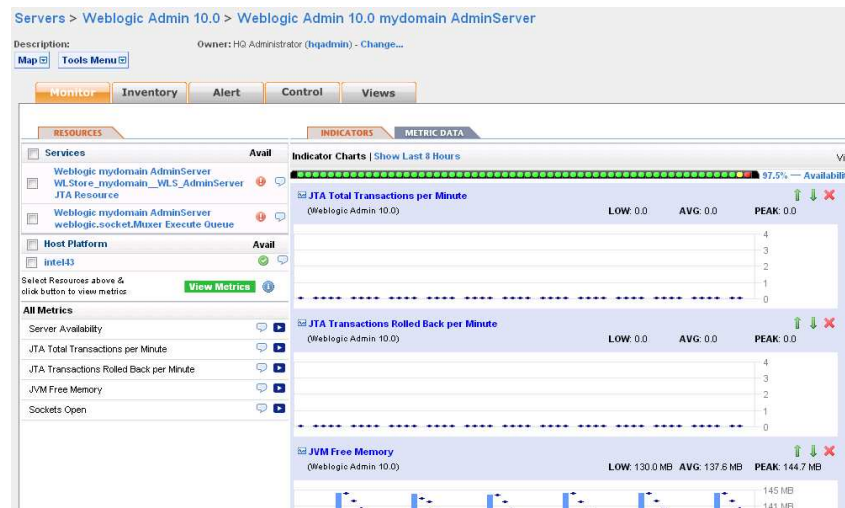 Servers > Weblogic Admin 10.0 > Weblogic Admin 10.0 mydomain AdminServer
Description:
Owner: HQ Administrator (hqadmin) - Change...
Map
Tools Menu
Monitor
Inventory
Alert
Control
Views
RESOURCES
Services
Avail
Weblogic mydomain AdminServer
WLStore_mydomain__WLS_AdminServer
JTA Resource
Weblogic mydomain AdminServer
weblogic.socket.Muxer Execute Queue
Host Platform
Avail
intel43
Select Resources above &
click button to view metrics
View Metrics
All Metrics
Server Availability
JTA Total Transactions per Minute
JTA Transactions Rolled Back per Minute
JVM Free Memory
Sockets Open
INDICATORS
METRIC DATA
Indicator Charts | Show Last 8 Hours
Vi
97.5% — Availabili
JTA Total Transactions per Minute
(Weblogic Admin 10.0)
LOW: 0.0
AVG: 0.0
PEAK: 0.0
4
3
2
1
0
JTA Transactions Rolled Back per Minute
(Weblogic Admin 10.0)
LOW: 0.0
AVG: 0.0
PEAK: 0.0
4
3
2
1
0
JVM Free Memory
(Weblogic Admin 10.0)
LOW: 130.0 MB
AVG: 137.6 MB
PEAK: 144.7 MB
145 MB
141 MB